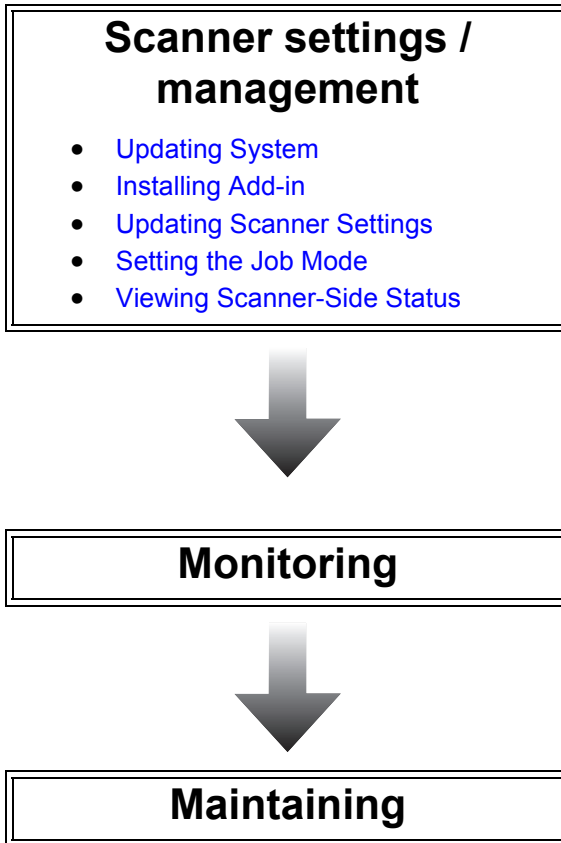 Scanner settings /
management
• Updating System
• Installing Add-in
• Updating Scanner Settings
• Setting the Job Mode
• Viewing Scanner-Side Status
Monitoring
Maintaining